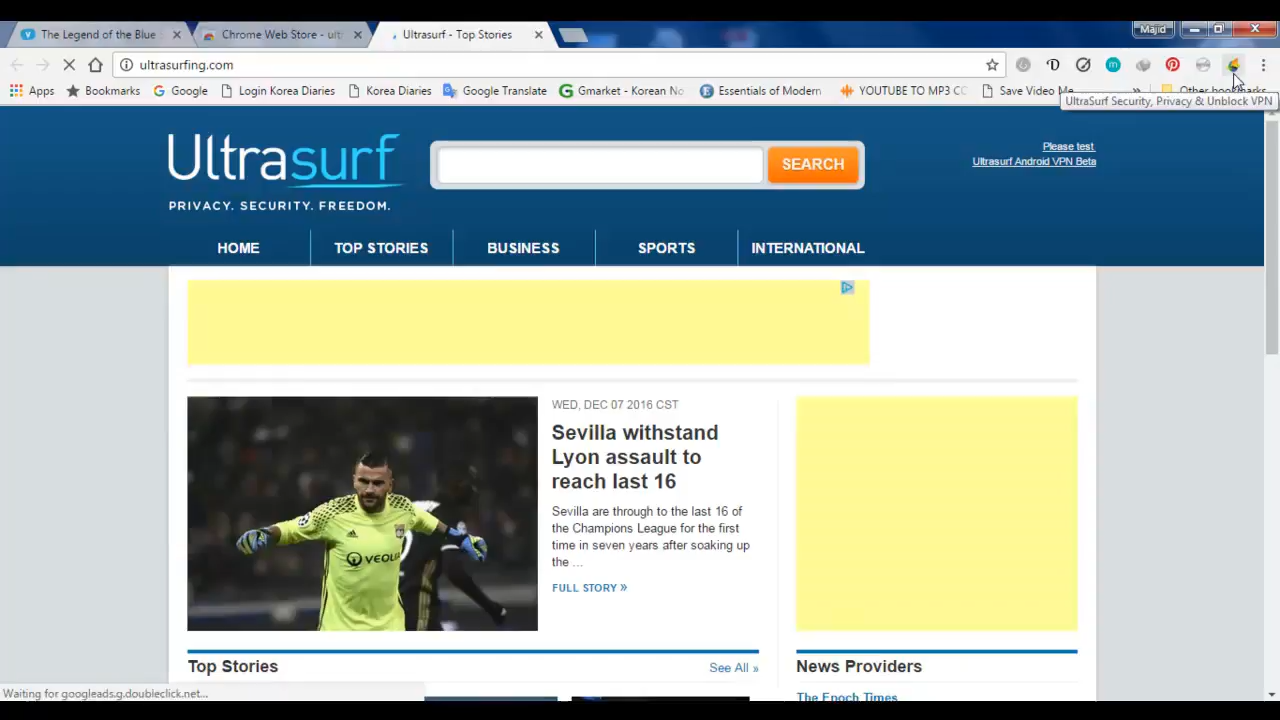 The Legend of the Blue
Chrome Web Store - ult
Ultrasurf - Top Stories
Majid
ultrasurfing.com
Apps
Bookmarks
Google
Login Korea Diaries
Korea Diaries
Google Translate
Gmarket - Korean No
Essentials of Modern
YOUTUBE TO MP3 CO
Save Video Me
»
Other bookmarks
UltraSurf Security, Privacy & Unblock VPN
Ultrasurf
PRIVACY. SECURITY. FREEDOM.
SEARCH
Please test
Ultrasurf Android VPN Beta
HOME
TOP STORIES
BUSINESS
SPORTS
INTERNATIONAL
WED, DEC 07 2016 CST
Sevilla withstand
Lyon assault to
reach last 16
Sevilla are through to the last 16 of
the Champions League for the first
time in seven years after soaking up
the ...
FULL STORY »
VEOLIA
Top Stories
See All »
News Providers
The Epoch Times
Waiting for googleads.g.doubleclick.net...